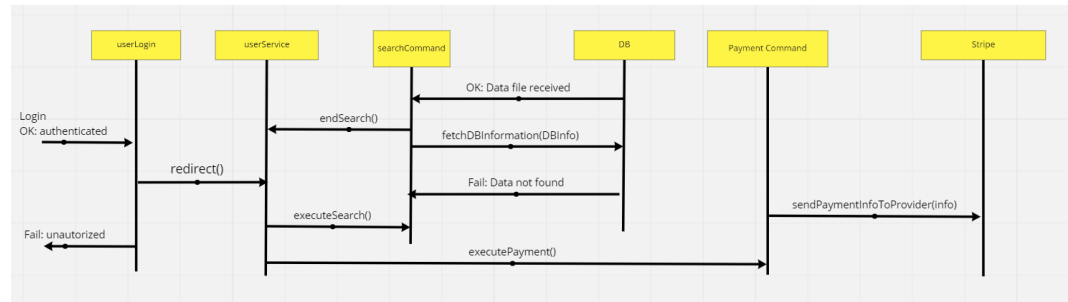 userLogin
userService
searchCommand
DB
Payment Command
Stripe
OK: Data file received
Login
OK: authenticated
endSearch()
fetchDBInformation(DBInfo)
redirect()
Fail: Data not found
sendPaymentInfoToProvider(info)
executeSearch()
Fail: unautorized
executePayment()